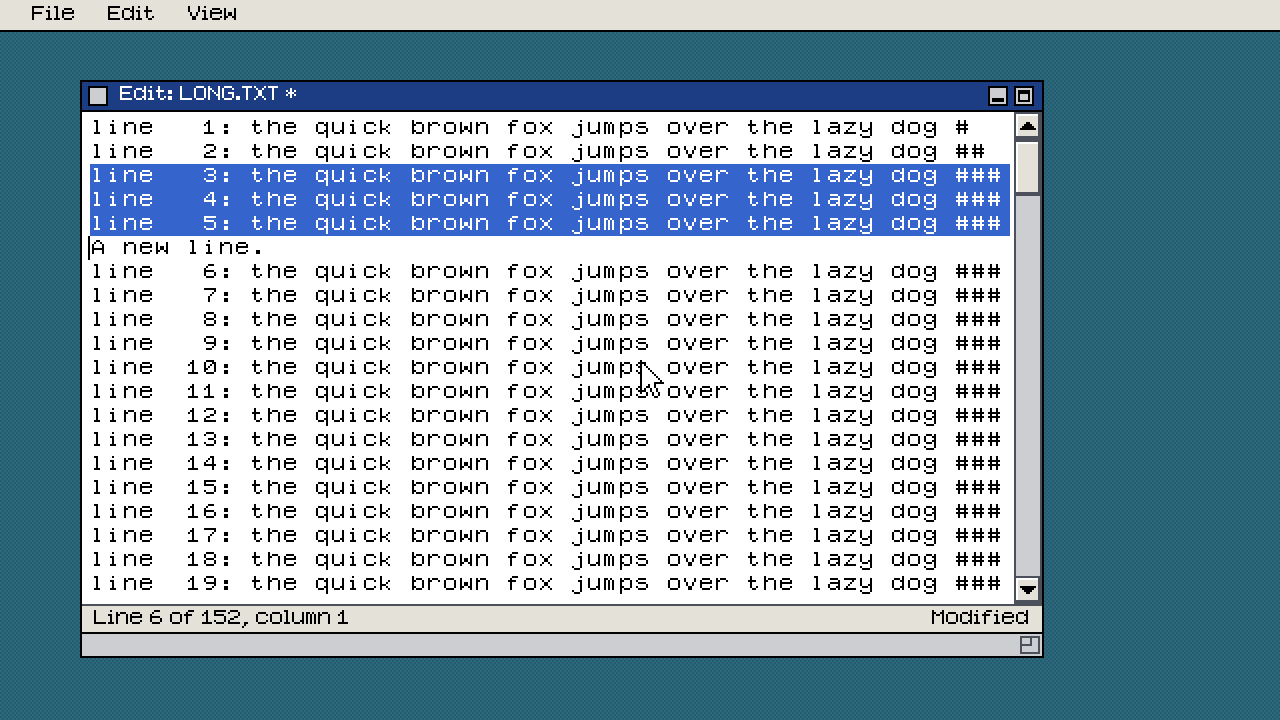 File Edit View
Edit: LONG.TXT *
line   1: the quick brown fox jumps over the lazy dog #
line   2: the quick brown fox jumps over the lazy dog ##
line   3: the quick brown fox jumps over the lazy dog ###
line   4: the quick brown fox jumps over the lazy dog ###
line   5: the quick brown fox jumps over the lazy dog ###
A new line.
line   6: the quick brown fox jumps over the lazy dog ###
line   7: the quick brown fox jumps over the lazy dog ###
line   8: the quick brown fox jumps over the lazy dog ###
line   9: the quick brown fox jumps over the lazy dog ###
line  10: the quick brown fox jumps over the lazy dog ###
line  11: the quick brown fox jumps over the lazy dog ###
line  12: the quick brown fox jumps over the lazy dog ###
line  13: the quick brown fox jumps over the lazy dog ###
line  14: the quick brown fox jumps over the lazy dog ###
line  15: the quick brown fox jumps over the lazy dog ###
line  16: the quick brown fox jumps over the lazy dog ###
line  17: the quick brown fox jumps over the lazy dog ###
line  18: the quick brown fox jumps over the lazy dog ###
line  19: the quick brown fox jumps over the lazy dog ###
Line 6 of 152, column 1 Modified